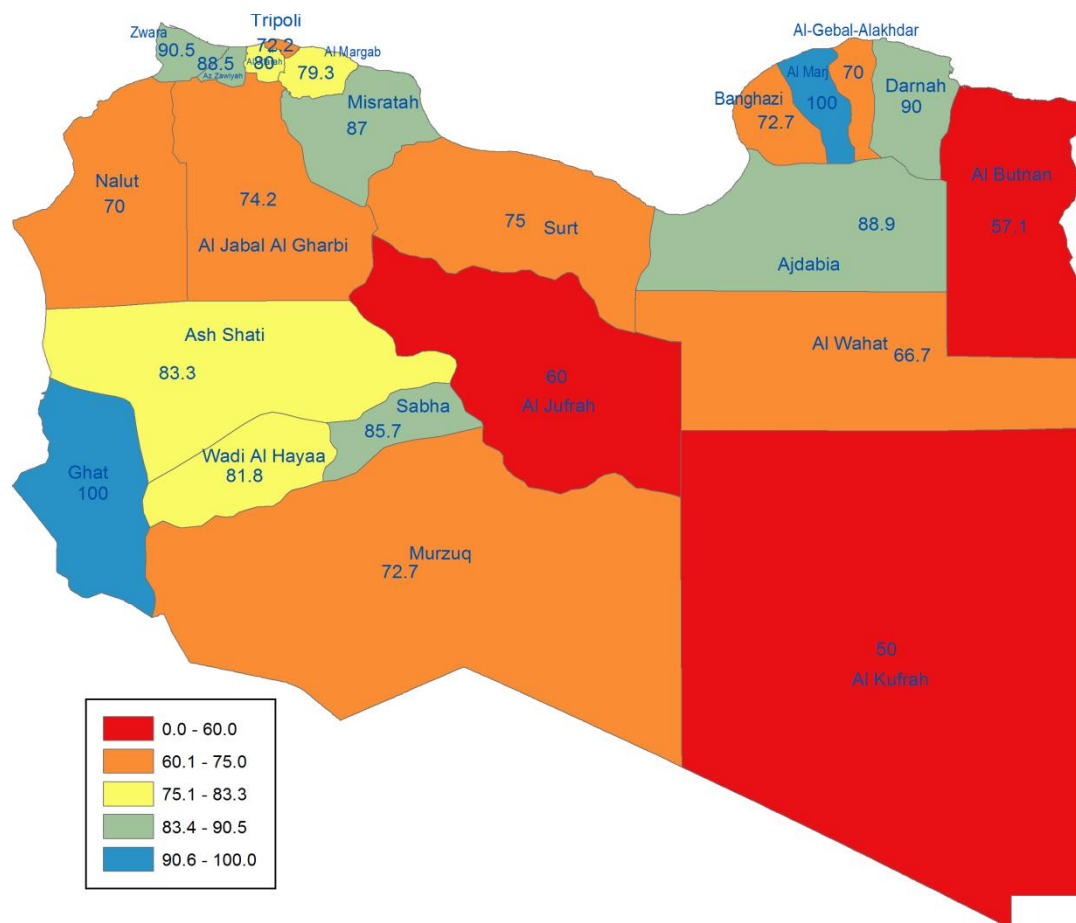 Tripoli
72.2
Zwara
90.5
88.5
Az Zawiyah
80
Al Margab
79.3
Misratah
87
Al-Gebal-Alakhdar
70
Al Marj
100
Banghazi
72.7
Darnah
90
Al Butnan
57.1
Nalut
70
74.2
Al Jabal Al Gharbi
75
Surt
88.9
Ajdabia
Ash Shati
83.3
Al Wahat
66.7
60
Al Jufrah
Sabha
85.7
Wadi Al Hayaa
81.8
Ghat
100
Murzuq
72.7
50
Al Kufrah
0.0 - 60.0
60.1 - 75.0
75.1 - 83.3
83.4 - 90.5
90.6 - 100.0